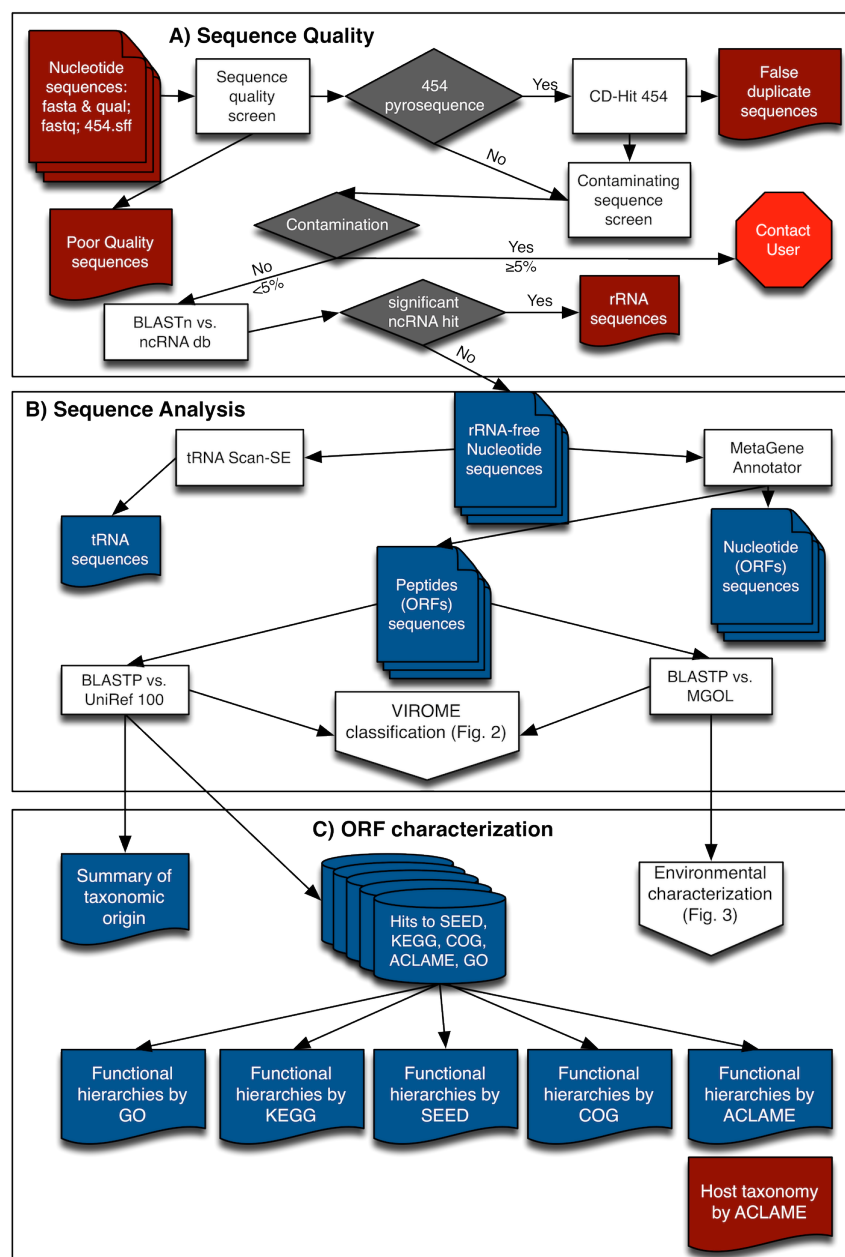 A) Sequence Quality
Nucleotide
sequences:
fasta & qual;
fastq; 454.sff
Sequence
quality
screen
454
pyrosequence
Yes
CD-Hit 454
False
duplicate
sequences
No
Contaminating
sequence
screen
Poor Quality
sequences
Contamination
Yes
≥5%
Contact
User
No
<5%
BLASTn vs.
ncRNA db
significant
ncRNA hit
Yes
rRNA
sequences
No
B) Sequence Analysis
tRNA Scan-SE
rRNA-free
Nucleotide
sequences
MetaGene
Annotator
tRNA
sequences
Nucleotide
(ORFs)
sequences
Peptides
(ORFs)
sequences
BLASTP vs.
UniRef 100
BLASTP vs.
MGOL
VIROME
classification (Fig. 2)
C) ORF characterization
Summary of
taxonomic
origin
Hits to SEED,
KEGG, COG,
ACLAME, GO
Environmental
characterization
(Fig. 3)
Functional
hierarchies by
GO
Functional
hierarchies by
KEGG
Functional
hierarchies by
SEED
Functional
hierarchies by
COG
Functional
hierarchies by
ACLAME
Host taxonomy
by ACLAME